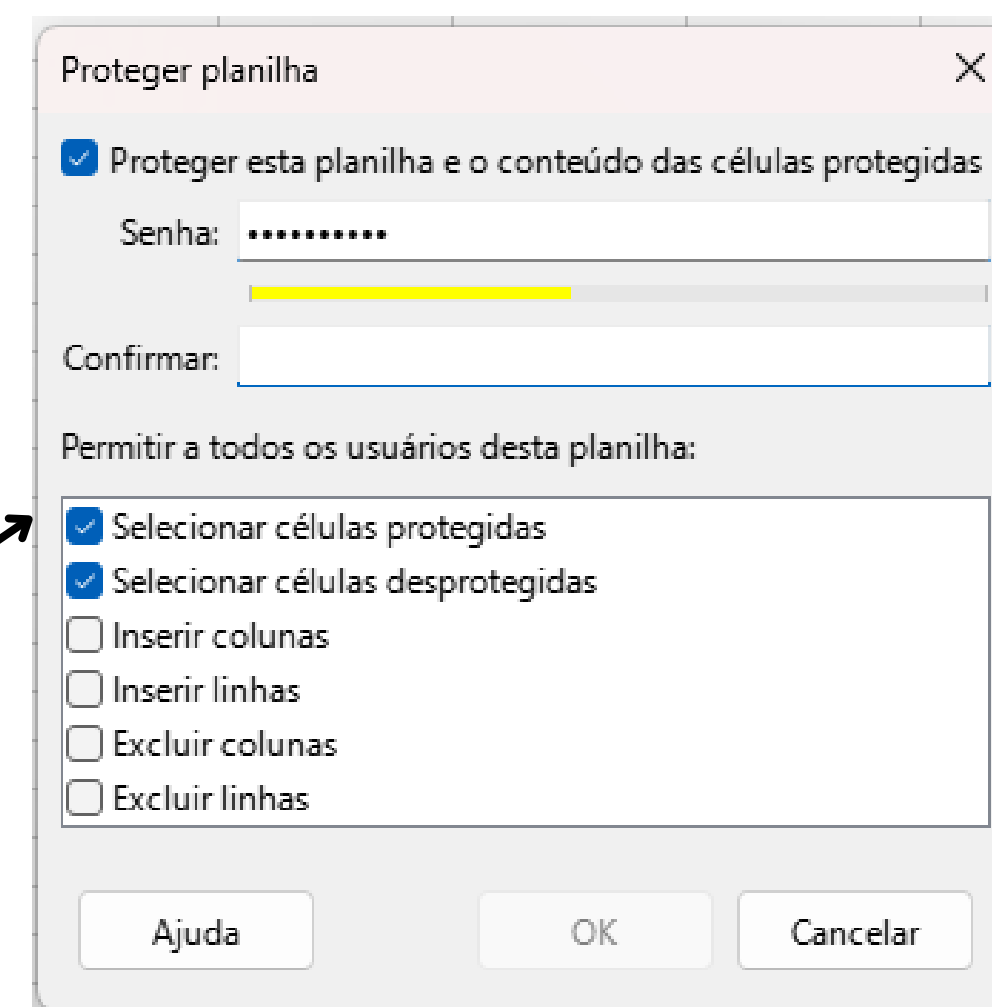 Proteger planilha
Proteger esta planilha e o conteúdo das células protegidas
Senha: ••••••••••
Confirmar:
Permitir a todos os usuários desta planilha:
Selecionar células protegidas
Selecionar células desprotegidas
Inserir colunas
Inserir linhas
Excluir colunas
Excluir linhas
Ajuda OK Cancelar